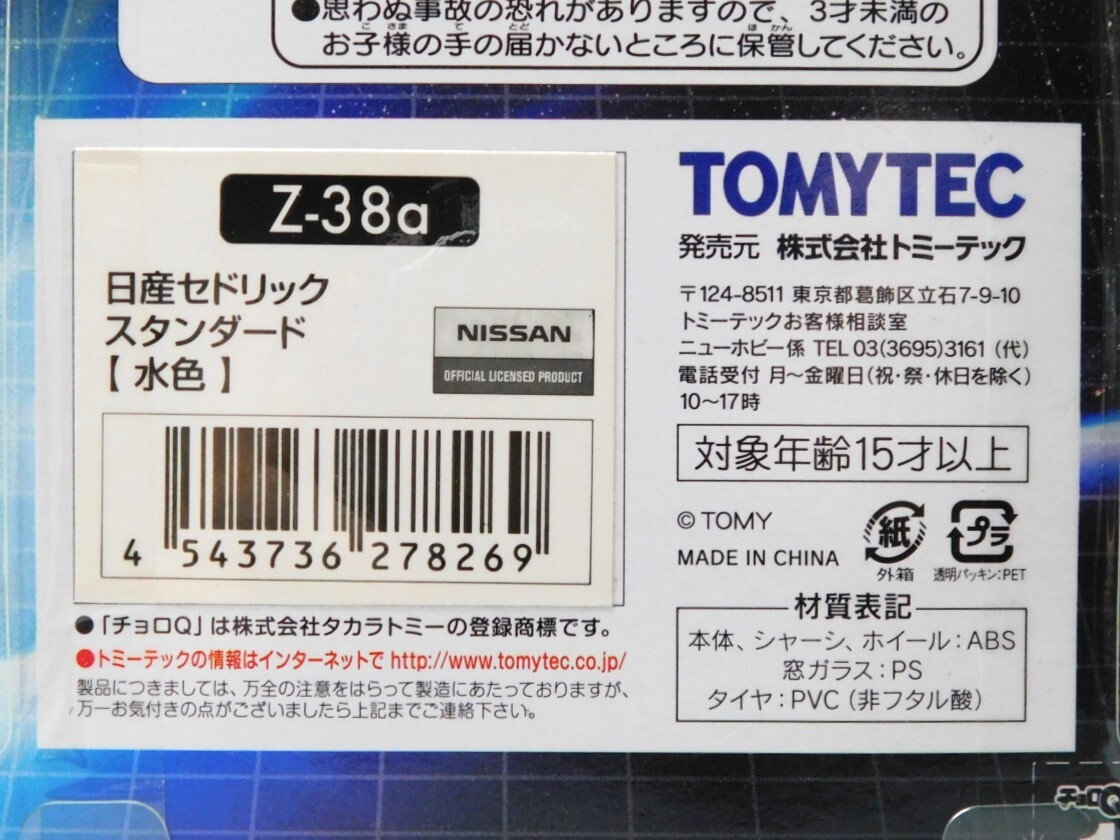 ●思わぬ事故の恐れがありますので、3才未満の
お子様の手の届かないところに保管してください。
Z-38a
日産セドリック
スタンダード
【 水色 】
NISSAN
OFFICIAL LICENSED PRODUCT
4 543736 278269
●「チョロQ」は株式会社タカラトミーの登録商標です。
●トミーテックの情報はインターネットで http://www.tomytec.co.jp/
製品につきましては、万全の注意をはらって製造にあたっておりますが、
万一お気付きの点がございましたら上記までご連絡下さい。
TOMYTEC
発売元 株式会社トミーテック
〒124-8511 東京都葛飾区立石7-9-10
トミーテックお客様相談室
ニューホビー係 TEL 03(3695)3161 (代)
電話受付 月～金曜日(祝・祭・休日を除く)
10～17時
対象年齢15才以上
© TOMY
MADE IN CHINA
紙
外箱
プラ
透明パッキン:PET
材質表記
本体、シャーシ、ホイール:ABS
窓ガラス:PS
タイヤ:PVC (非フタル酸)
チョロQ